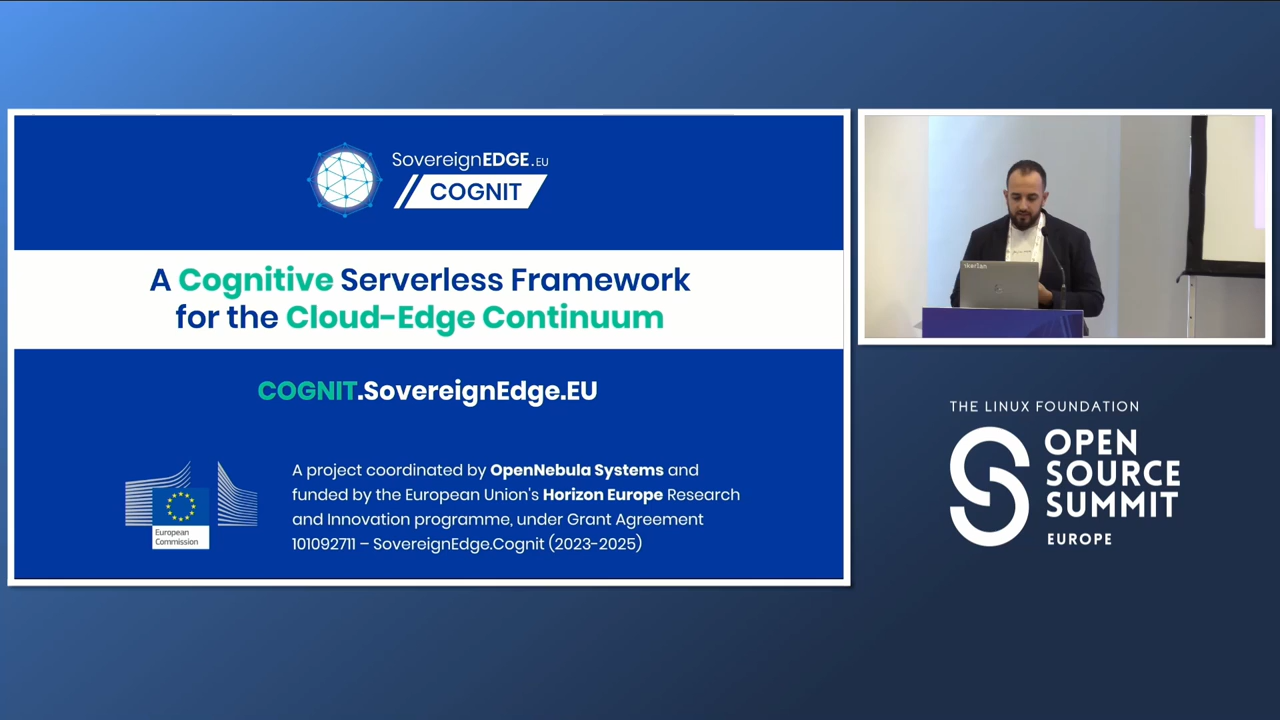 SovereignEDGE.EU
COGNIT
A Cognitive Serverless Framework
for the Cloud-Edge Continuum
COGNIT.SovereignEdge.EU
European
Commission
A project coordinated by OpenNebula Systems and
funded by the European Union's Horizon Europe Research
and Innovation programme, under Grant Agreement
101092711 – SovereignEdge.Cognit (2023-2025)
THE LINUX FOUNDATION
OPEN
SOURCE
SUMMIT
EUROPE